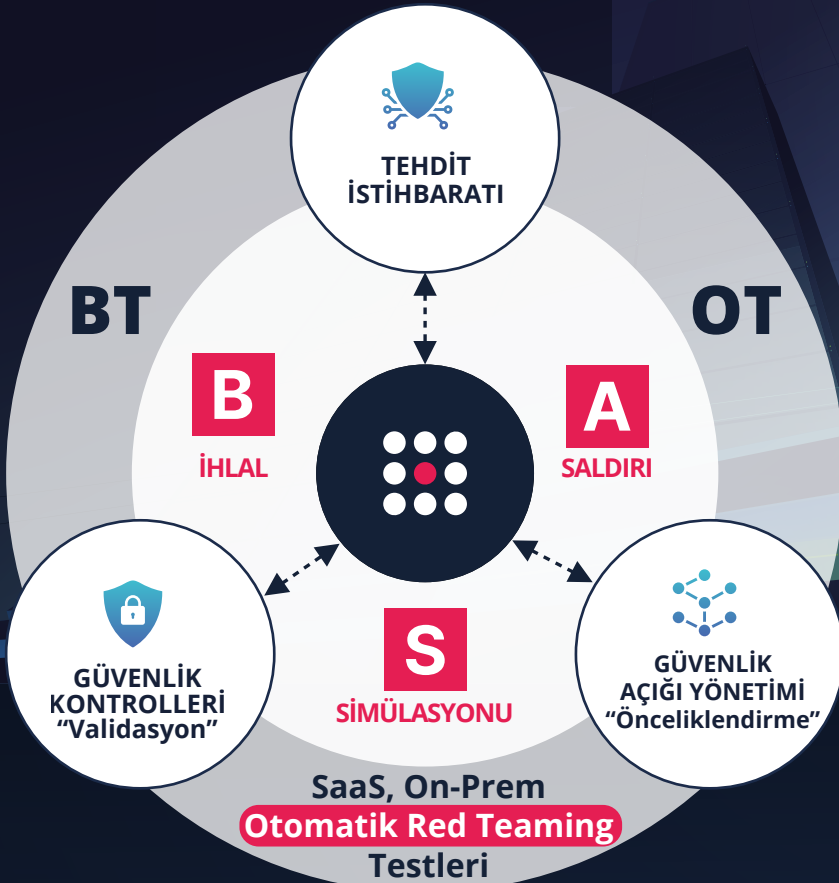 TEHDİT
İSTİHBARATI
BT
OT
B
İHLAL
A
SALDIRI
GÜVENLİK
KONTROLLERİ
“Validasyon”
S
SİMÜLASYONU
GÜVENLİK
AÇIĞI YÖNETİMİ
“Önceliklendirme”
SaaS, On-Prem
Otomatik Red Teaming
Testleri